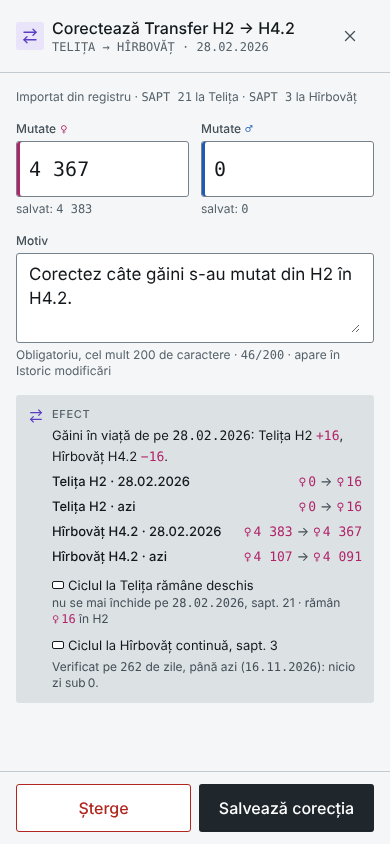 Corectează Transfer H2 → H4.2
TELIȚA → HÎRBOVĂȚ · 28.02.2026
Importat din registru · SAPT 21 la Telița · SAPT 3 la Hîrbovăț
Mutate ♀ Mutate ♂
4 367 0
salvat: 4 383 salvat: 0
Motiv
Corectez câte găini s-au mutat din H2 în
H4.2.
Obligatoriu, cel mult 200 de caractere · 46/200 · apare în
Istoric modificări
EFECT
Găini în viață de pe 28.02.2026: Telița H2 +16,
Hîrbovăț H4.2 −16.
Telița H2 · 28.02.2026 ♀0 → ♀16
Telița H2 · azi ♀0 → ♀16
Hîrbovăț H4.2 · 28.02.2026 ♀4 383 → ♀4 367
Hîrbovăț H4.2 · azi ♀4 107 → ♀4 091
Ciclul la Telița rămâne deschis
nu se mai închide pe 28.02.2026, sapt. 21 · rămân
♀16 în H2
Ciclul la Hîrbovăț continuă, sapt. 3
Verificat pe 262 de zile, până azi (16.11.2026): nicio
zi sub 0.
Șterge Salvează corecția